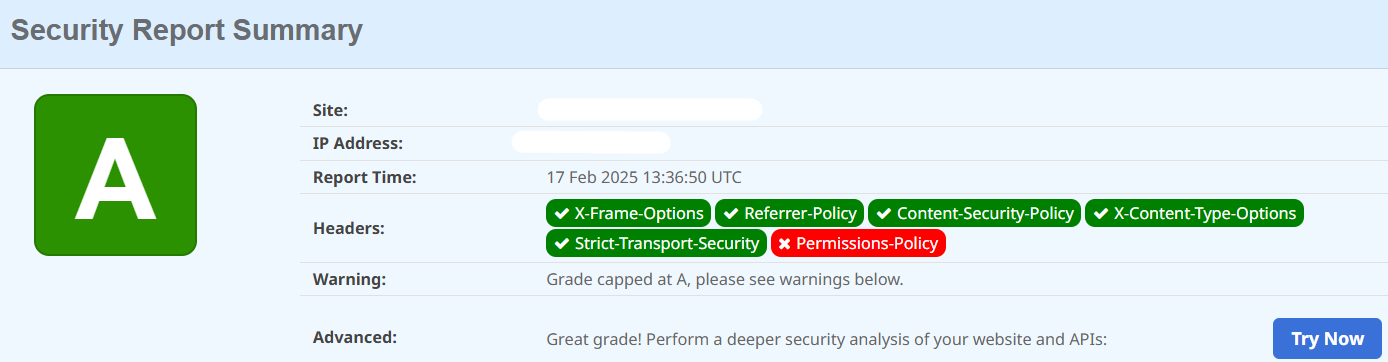 Security Report Summary
A
Site:
IP Address:
Report Time: 17 Feb 2025 13:36:50 UTC
Headers: X-Frame-Options Referrer-Policy Content-Security-Policy X-Content-Type-Options
Strict-Transport-Security Permissions-Policy
Warning: Grade capped at A, please see warnings below.
Advanced: Great grade! Perform a deeper security analysis of your website and APIs: Try Now